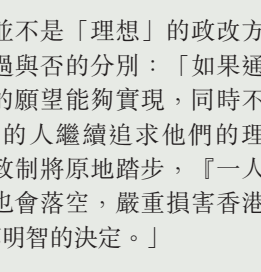 並不是「理想」的政改方
過與否的分別：「如果通
的願望能夠實現，同時不
的人繼續追求他們的理
政制將原地踏步，『一人
也會落空，嚴重損害香港
明智的決定。」